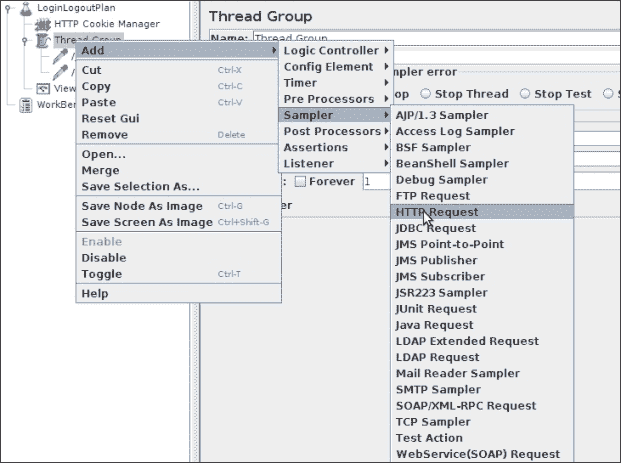 LoginLogoutPlan
HTTP Cookie Manager
Thread Group
/
/
View
WorkBen
Thread Group
Name: Thread Group
Add
Cut Ctrl-X
Copy Ctrl-C
Paste Ctrl-V
Reset Gui
Remove Delete
Open...
Merge
Save Selection As...
Save Node As Image Ctrl-G
Save Screen As Image Ctrl+Shift-G
Enable
Disable
Toggle Ctrl-T
Help
Logic Controller
Config Element
Timer
Pre Processors
Sampler
Post Processors
Assertions
Listener
mpler error
op Stop Thread Stop Test S
: Forever 1
er
AJP/1.3 Sampler
Access Log Sampler
BSF Sampler
BeanShell Sampler
Debug Sampler
FTP Request
HTTP Request
JDBC Request
JMS Point-to-Point
JMS Publisher
JMS Subscriber
JSR223 Sampler
JUnit Request
Java Request
LDAP Extended Request
LDAP Request
Mail Reader Sampler
SMTP Sampler
SOAP/XML-RPC Request
TCP Sampler
Test Action
WebService(SOAP) Request